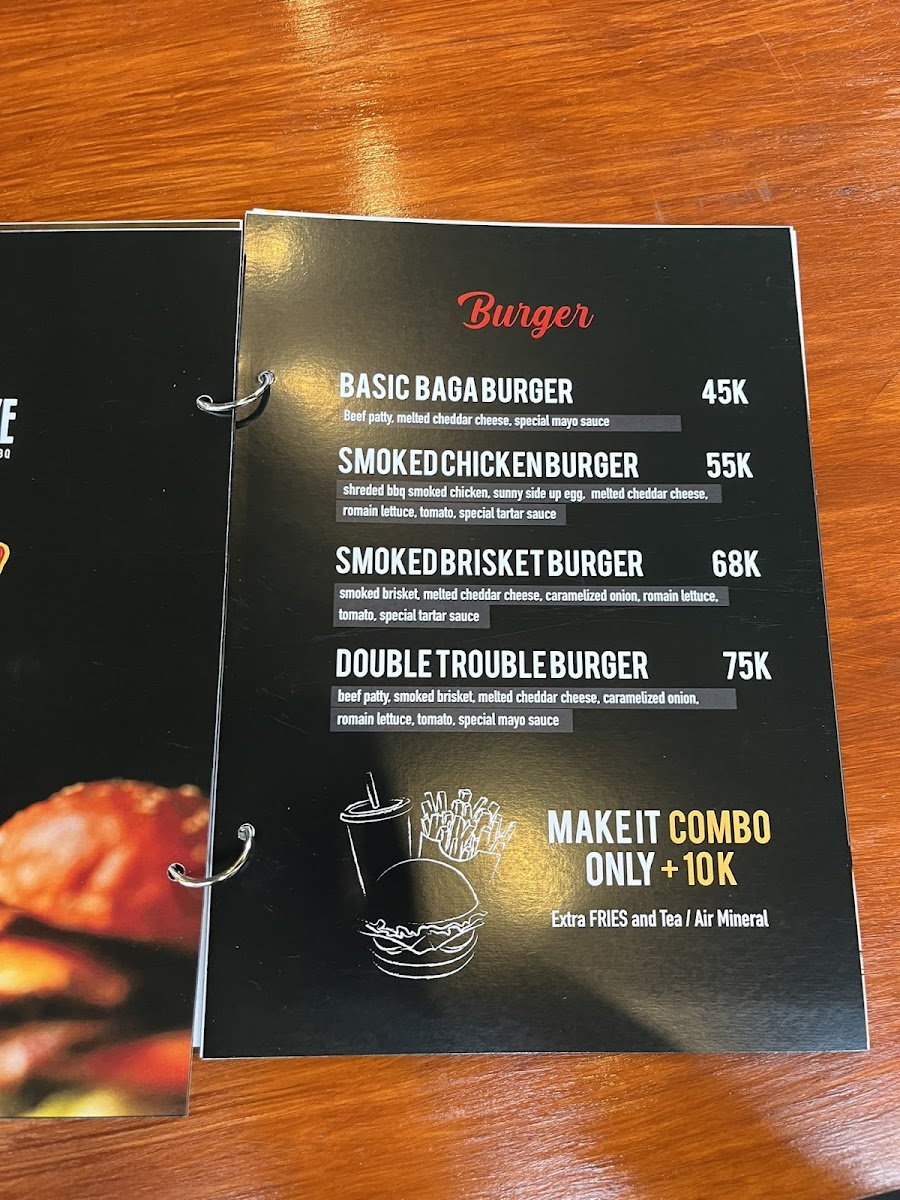 Burger
BASIC BAGA BURGER 45K
Beef patty, melted cheddar cheese, special mayo sauce
SMOKED CHICKEN BURGER 55K
shreded bbq smoked chicken, sunny side up egg, melted cheddar cheese,
romain lettuce, tomato, special tartar sauce
SMOKED BRISKET BURGER 68K
smoked brisket, melted cheddar cheese, caramelized onion, romain lettuce,
tomato, special tartar sauce
DOUBLE TROUBLE BURGER 75K
beef patty, smoked brisket, melted cheddar cheese, caramelized onion,
romain lettuce, tomato, special mayo sauce
MAKE IT COMBO
ONLY +10K
Extra FRIES and Tea / Air Mineral